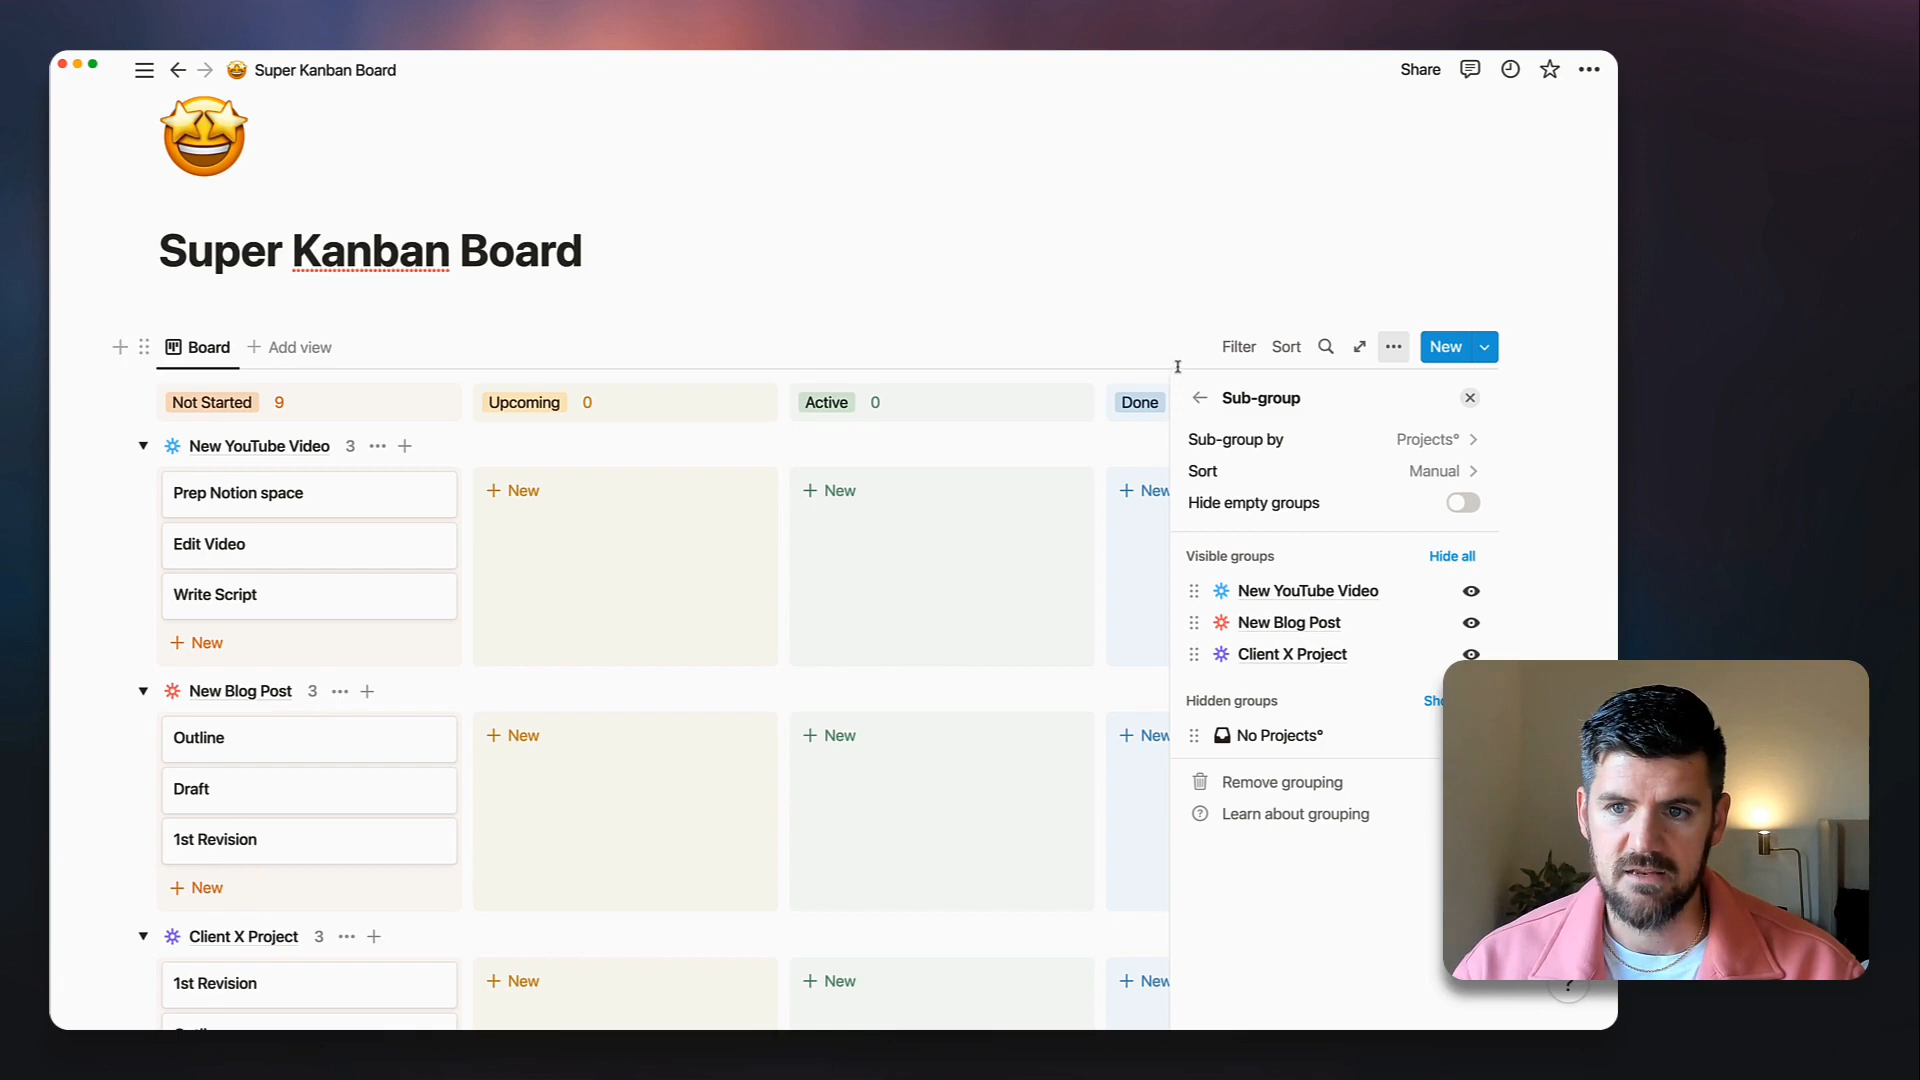 Super Kanban Board
Share
Super Kanban Board
Board
Add view
Filter
Sort
New
Not Started 9
Upcoming 0
Active 0
Done
New YouTube Video 3
Prep Notion space
Edit Video
Write Script
+ New
+ New
+ New
+ New
New Blog Post 3
Outline
Draft
1st Revision
+ New
+ New
+ New
+ New
Client X Project 3
1st Revision
+ New
+ New
+ New
Sub-group
Sub-group by Projects°
Sort Manual
Hide empty groups
Visible groups Hide all
New YouTube Video
New Blog Post
Client X Project
Hidden groups
No Projects°
Remove grouping
Learn about grouping
?